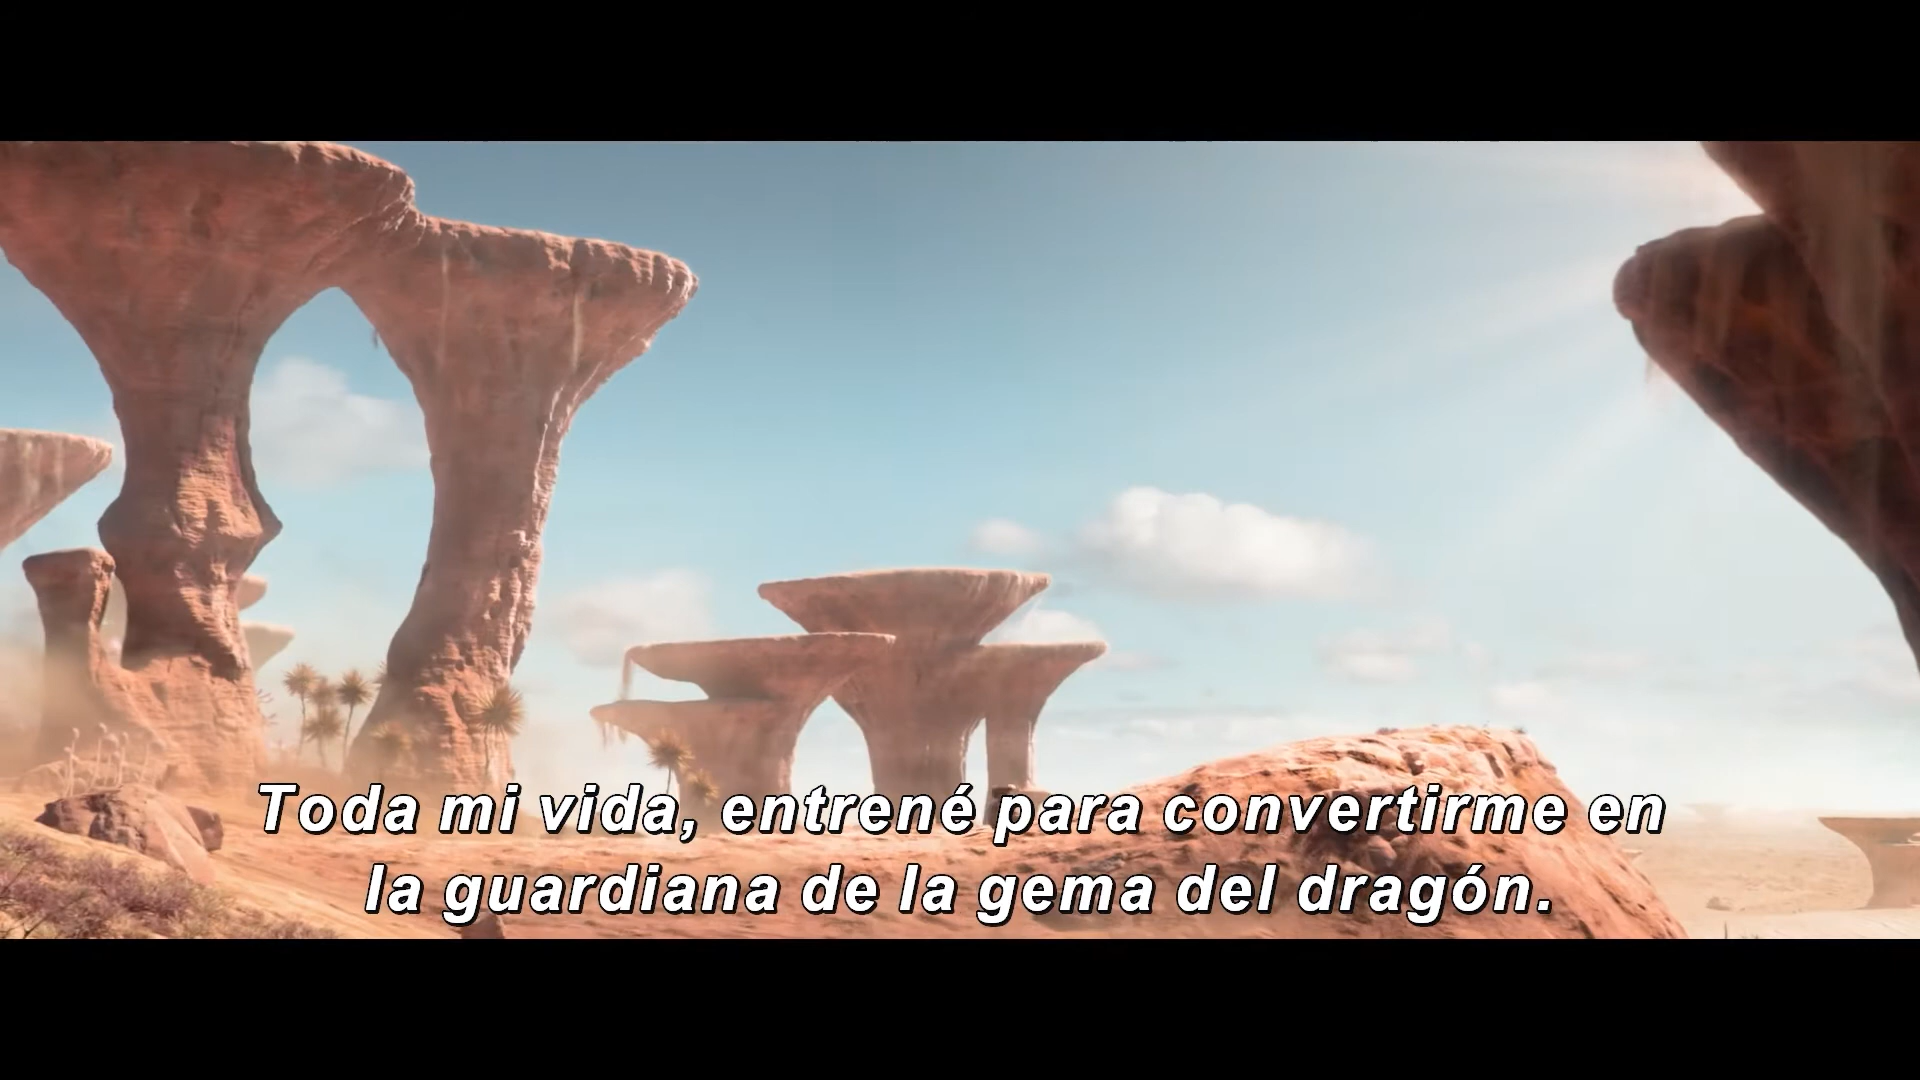 Toda mi vida, entrené para convertirme en
la guardiana de la gema del dragón.